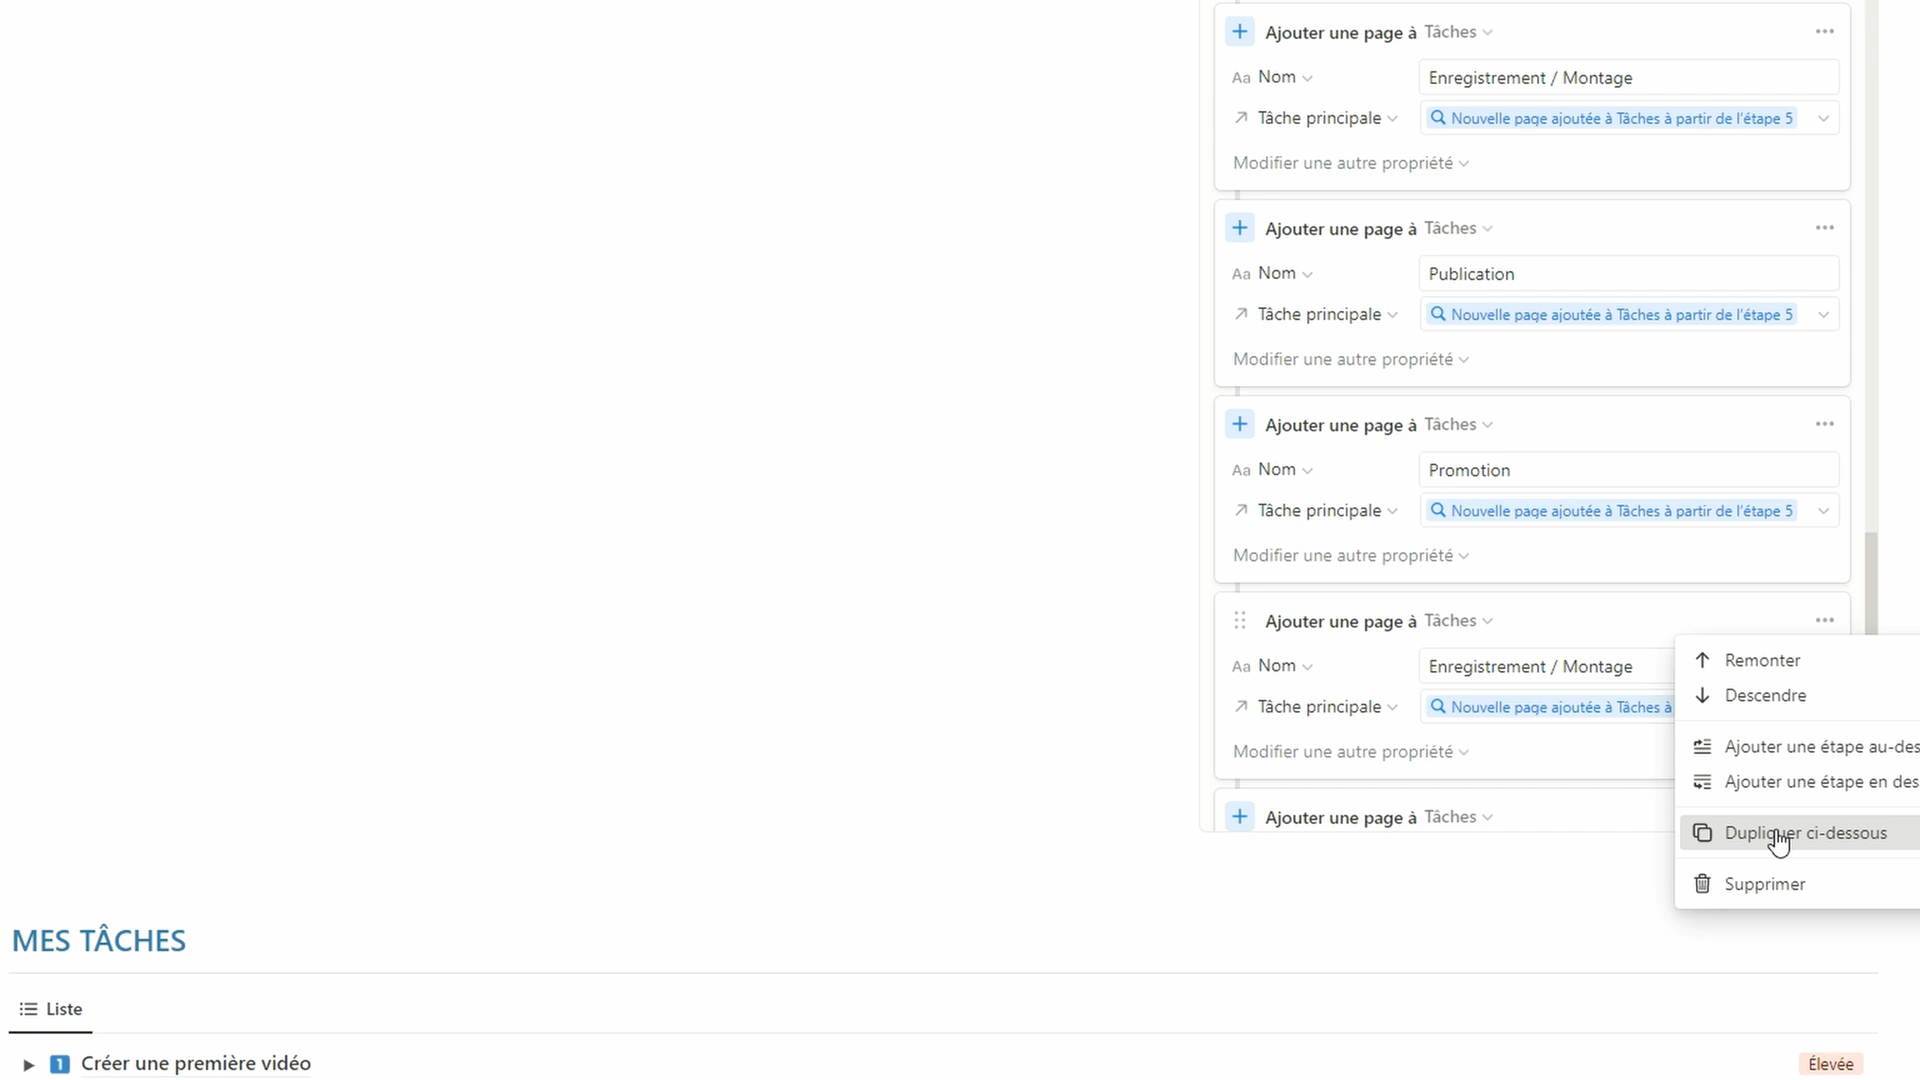 Ajouter une page à Tâches
Aa Nom Enregistrement / Montage
Tâche principale Nouvelle page ajoutée à Tâches à partir de l'étape 5
Modifier une autre propriété
Ajouter une page à Tâches
Aa Nom Publication
Tâche principale Nouvelle page ajoutée à Tâches à partir de l'étape 5
Modifier une autre propriété
Ajouter une page à Tâches
Aa Nom Promotion
Tâche principale Nouvelle page ajoutée à Tâches à partir de l'étape 5
Modifier une autre propriété
Ajouter une page à Tâches
Aa Nom Enregistrement / Montage
Tâche principale Nouvelle page ajoutée à Tâches à
Modifier une autre propriété
Ajouter une page à Tâches
Remonter
Descendre
Ajouter une étape au-des
Ajouter une étape en des
Dupliquer ci-dessous
Supprimer
MES TÂCHES
Liste
1 Créer une première vidéo Élevée